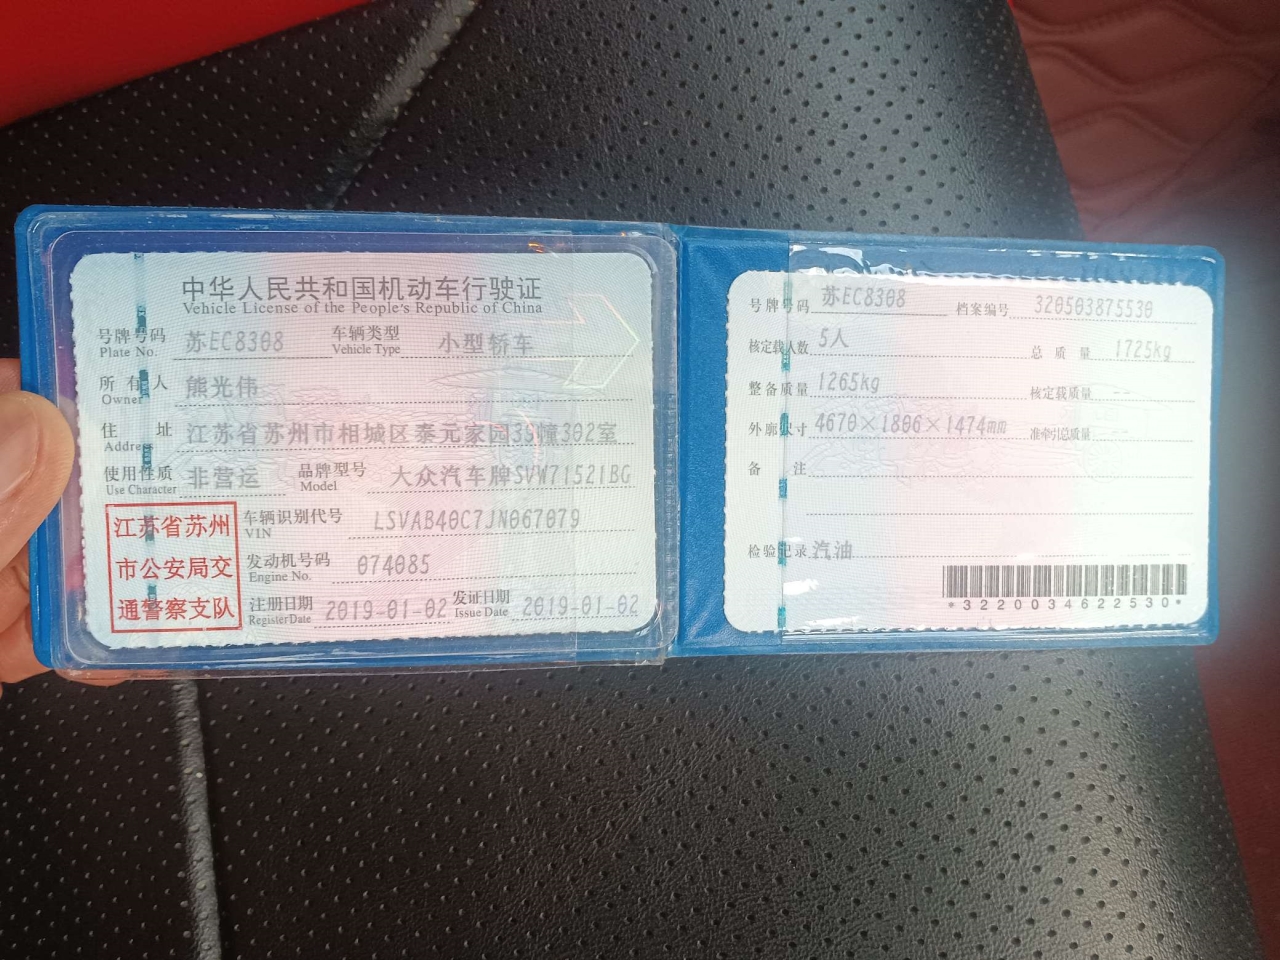 中华人民共和国机动车行驶证
Vehicle License of the People's Republic of China
号牌号码 苏EC8308 车辆类型 小型轿车
Plate No. Vehicle Type
所有人 熊光伟
Owner
住址 江苏省苏州市相城区泰元家园39幢302室
Address
使用性质 非营运 品牌型号 大众汽车牌SVW71521BG
Use Character Model
江苏省苏州
市公安局交
通警察支队
车辆识别代号 LSVAB40C7JN067079
VIN
发动机号码 074085
Engine No.
注册日期 2019-01-02 发证日期 2019-01-02
Register Date Issue Date
号牌号码 苏EC8308 档案编号 320503875530
核定载人数 5人 总质量 1725kg
整备质量 1265kg 核定载质量 --
外廓尺寸 4670×1806×1474mm 准牵引总质量 --
备注
检验记录 汽油
*3220034622530*